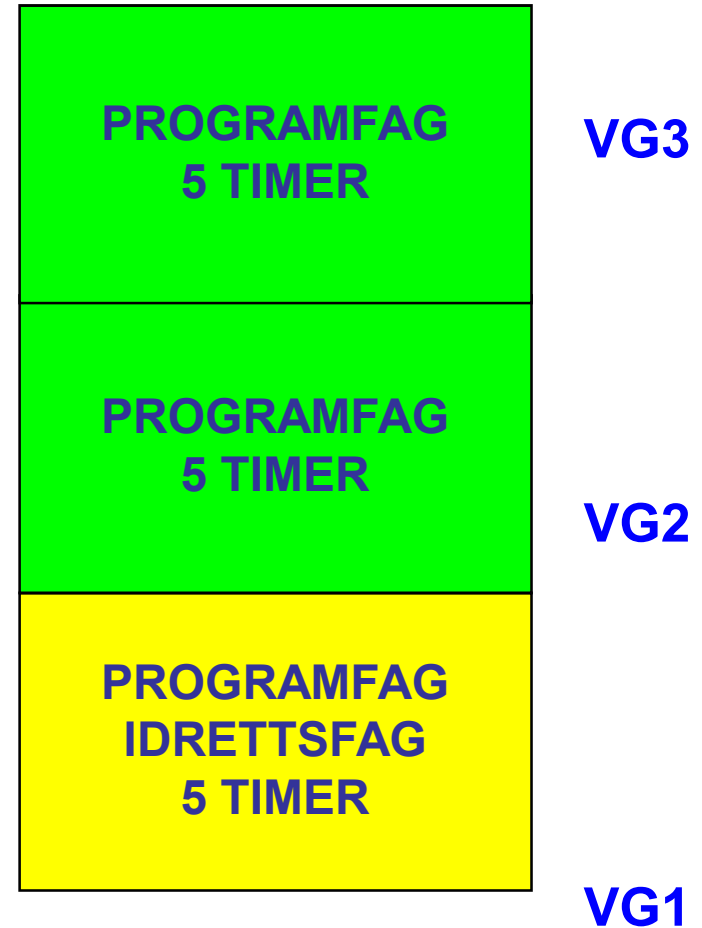 PROGRAMFAG
5 TIMER
VG3
PROGRAMFAG
5 TIMER
VG2
PROGRAMFAG
IDRETTSFAG
5 TIMER
VG1